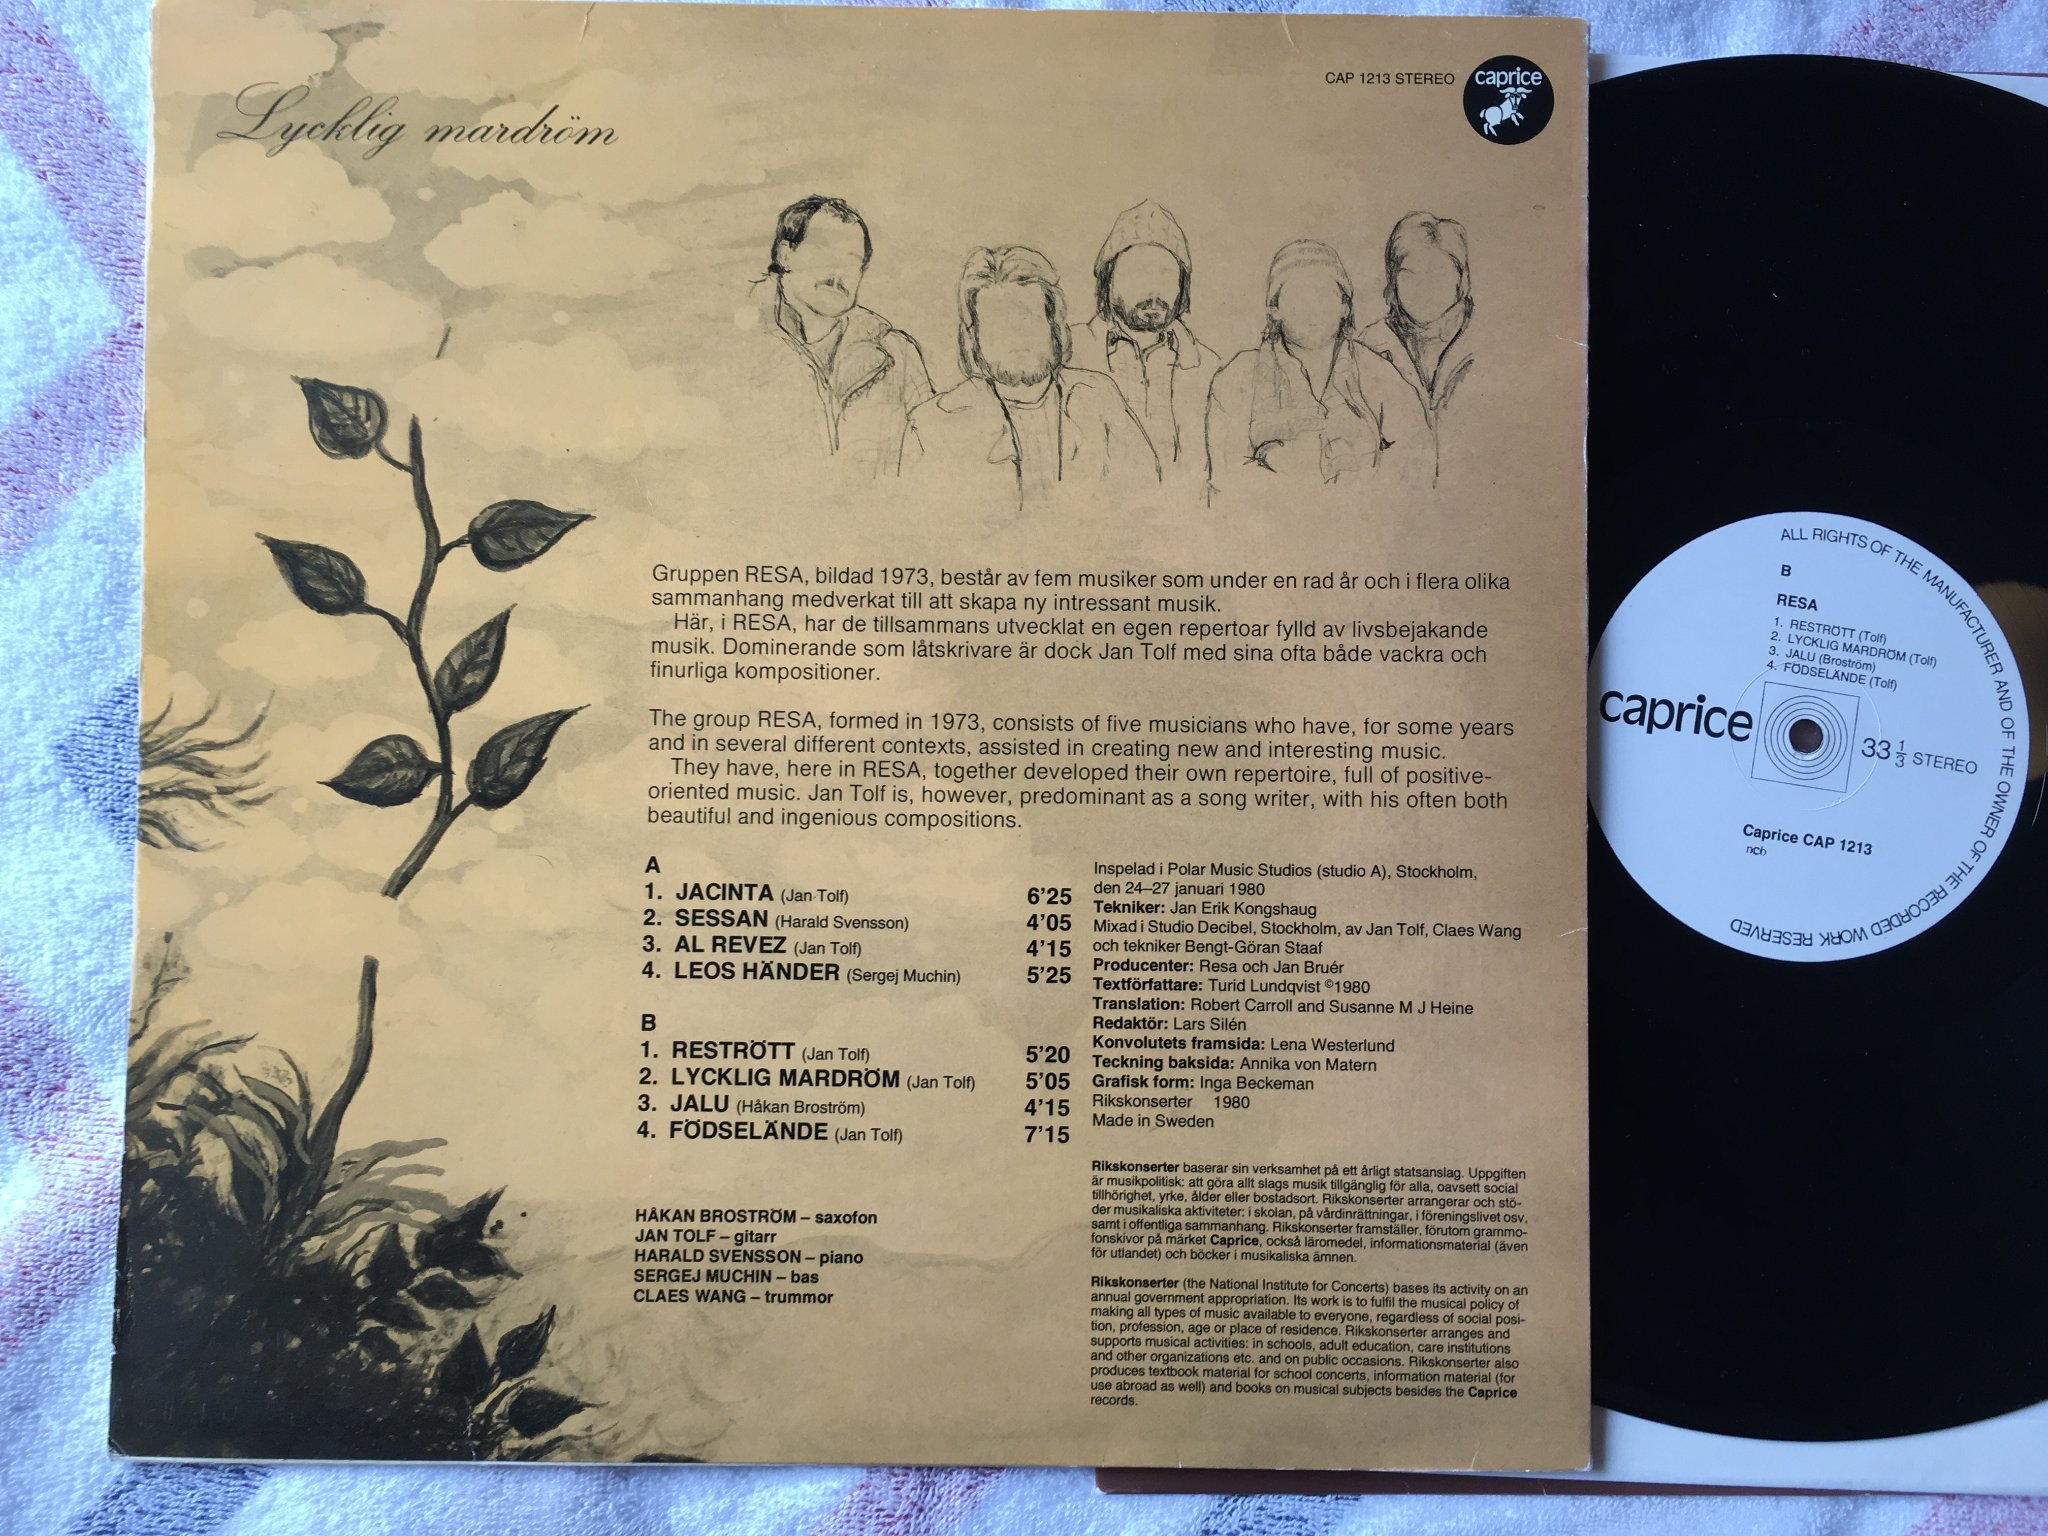 Lycklig mardröm
CAP 1213 STEREO
caprice
Gruppen RESA, bildad 1973, består av fem musiker som under en rad år och i flera olika
sammanhang medverkat till att skapa ny intressant musik.
Här, i RESA, har de tillsammans utvecklat en egen repertoar fylld av livsbejakande
musik. Dominerande som låtskrivare är dock Jan Tolf med sina ofta både vackra och
finurliga kompositioner.
The group RESA, formed in 1973, consists of five musicians who have, for some years
and in several different contexts, assisted in creating new and interesting music.
They have, here in RESA, together developed their own repertoire, full of positive-
oriented music. Jan Tolf is, however, predominant as a song writer, with his often both
beautiful and ingenious compositions.
A
1. JACINTA (Jan Tolf) 6'25
2. SESSAN (Harald Svensson) 4'05
3. AL REVEZ (Jan Tolf) 4'15
4. LEOS HÄNDER (Sergej Muchin) 5'25
B
1. RESTRÖTT (Jan Tolf) 5'20
2. LYCKLIG MARDRÖM (Jan Tolf) 5'05
3. JALU (Håkan Broström) 4'15
4. FÖDSELÄNDE (Jan Tolf) 7'15
HÅKAN BROSTRÖM – saxofon
JAN TOLF – gitarr
HARALD SVENSSON – piano
SERGEJ MUCHIN – bas
CLAES WANG – trummor
Inspelad i Polar Music Studios (studio A), Stockholm,
den 24–27 januari 1980
Tekniker: Jan Erik Kongshaug
Mixad i Studio Decibel, Stockholm, av Jan Tolf, Claes Wang
och tekniker Bengt-Göran Staaf
Producenter: Resa och Jan Bruér
Textförfattare: Turid Lundqvist ©1980
Translation: Robert Carroll and Susanne M J Heine
Redaktör: Lars Silén
Konvolutets framsida: Lena Westerlund
Teckning baksida: Annika von Matern
Grafisk form: Inga Beckeman
Rikskonserter 1980
Made in Sweden
Rikskonserter baserar sin verksamhet på ett årligt statsanslag. Uppgiften
är musikpolitisk: att göra allt slags musik tillgänglig för alla, oavsett social
tillhörighet, yrke, ålder eller bostadsort. Rikskonserter arrangerar och stö-
der musikaliska aktiviteter: i skolan, på vårdinrättningar, i föreningslivet osv,
samt i offentliga sammanhang. Rikskonserter framställer, förutom grammo-
fonskivor på märket Caprice, också läromedel, informationsmaterial (även
för utlandet) och böcker i musikaliska ämnen.
Rikskonserter (the National Institute for Concerts) bases its activity on an
annual government appropriation. Its work is to fulfil the musical policy of
making all types of music available to everyone, regardless of social posi-
tion, profession, age or place of residence. Rikskonserter arranges and
supports musical activities: in schools, adult education, care institutions
and other organizations etc. and on public occasions. Rikskonserter also
produces textbook material for school concerts, information material (for
use abroad as well) and books on musical subjects besides the Caprice
records.
ALL RIGHTS OF THE MANUFACTURER AND OF THE OWNER OF THE RECORDED WORK RESERVED
B
RESA
1. RESTRÖTT (Tolf)
2. LYCKLIG MARDRÖM (Tolf)
3. JALU (Broström)
4. FÖDSELÄNDE (Tolf)
caprice
33 1/3 STEREO
Caprice CAP 1213
ncb